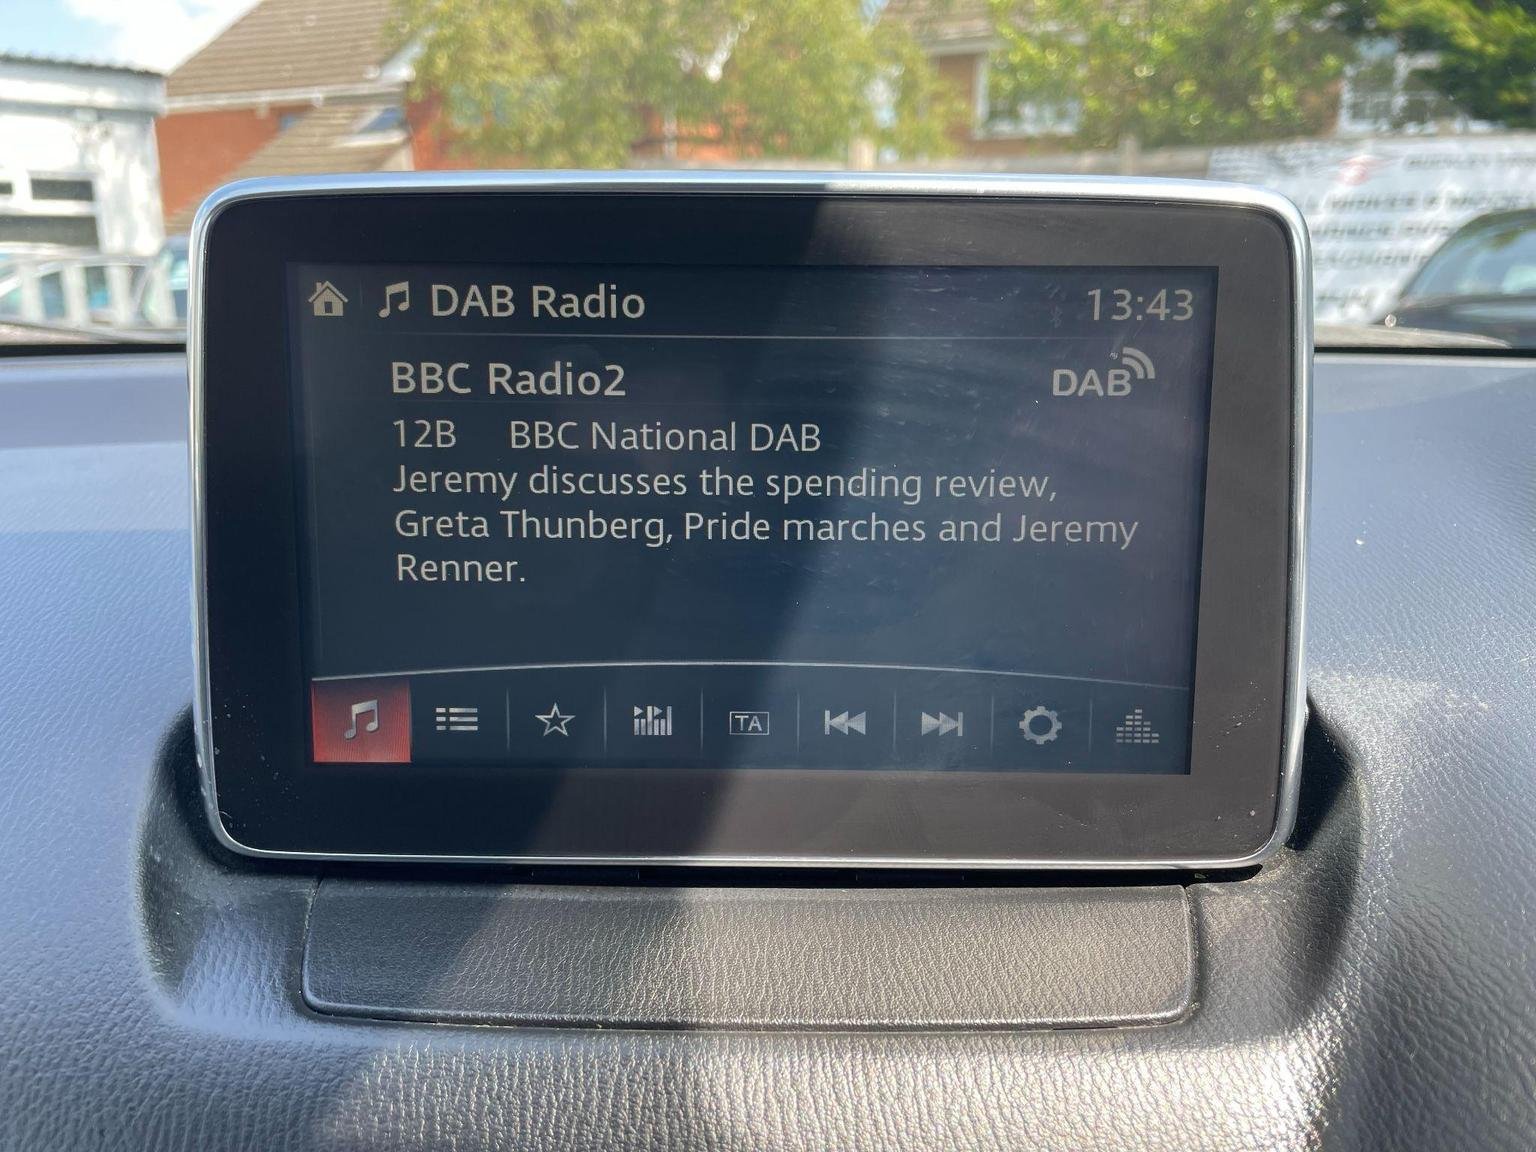 DAB Radio 13:43
BBC Radio2 DAB
12B BBC National DAB
Jeremy discusses the spending review,
Greta Thunberg, Pride marches and Jeremy
Renner.
TA